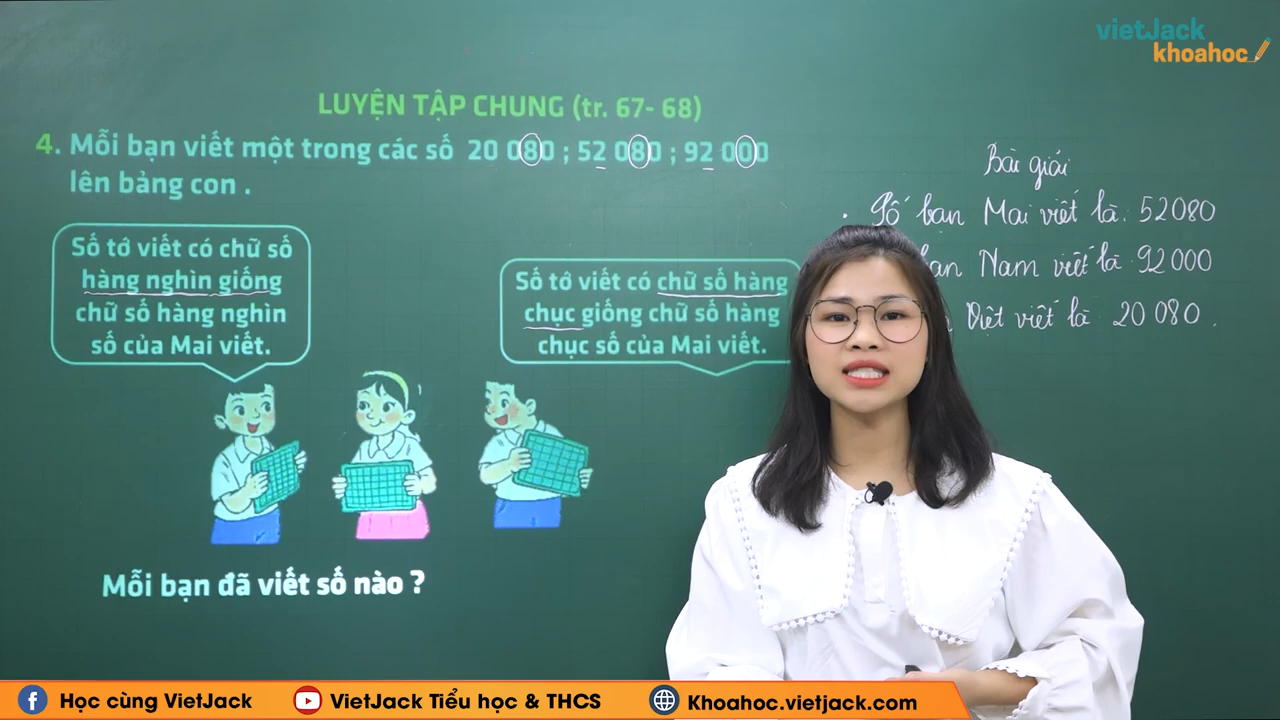 vietJack
khoahoc
LUYỆN TẬP CHUNG (tr. 67- 68)
4. Mỗi bạn viết một trong các số 20 080 ; 52 080 ; 92 000
lên bảng con .
Số tớ viết có chữ số
hàng nghìn giống
chữ số hàng nghìn
số của Mai viết.
Số tớ viết có chữ số hàng
chục giống chữ số hàng
chục số của Mai viết.
Mỗi bạn đã viết số nào ?
Bài giải
Số bạn Mai viết là 52080
bạn Nam viết là 92000
Việt viết là 20 080 .
Học cùng VietJack
VietJack Tiểu học & THCS
Khoahoc.vietjack.com